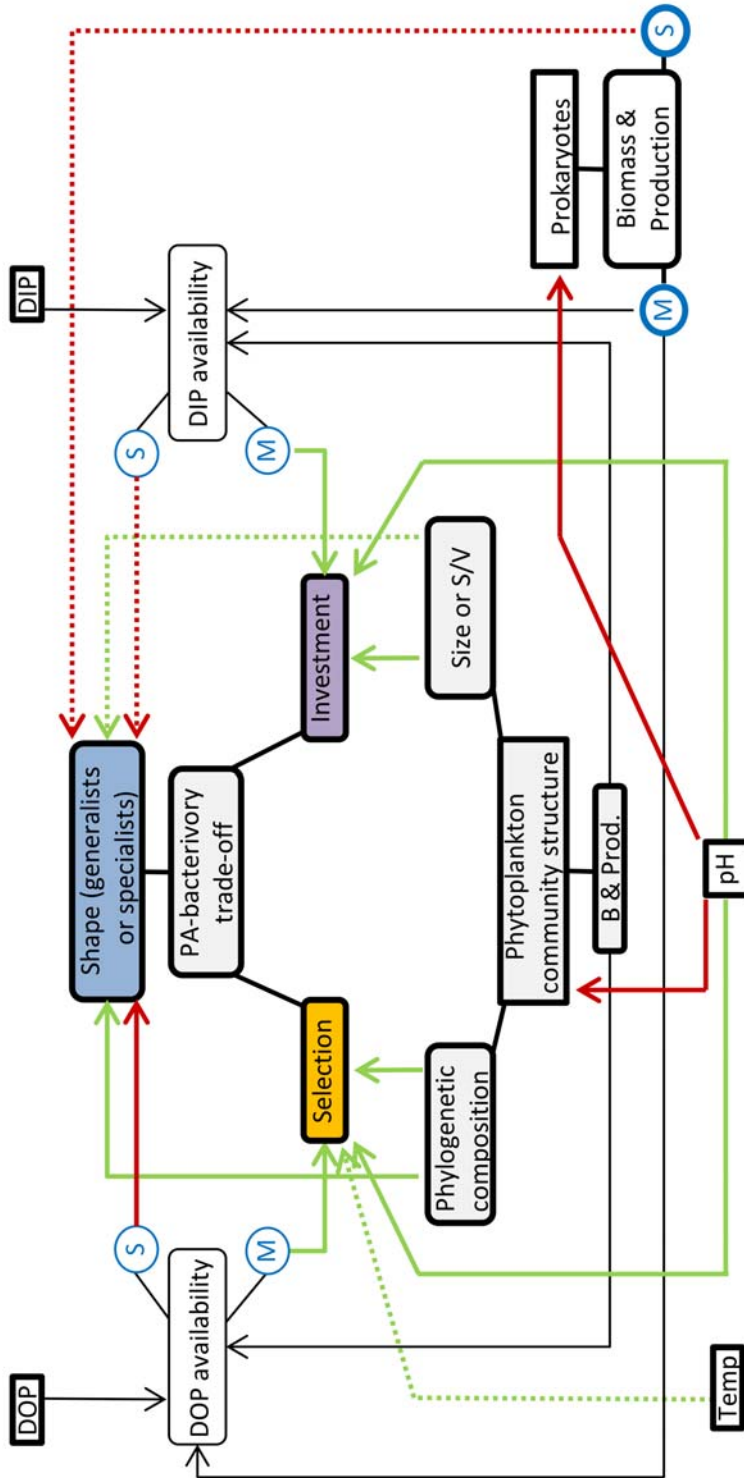 DOP
DIP
Shape (generalists
or specialists)
DOP availability
S
M
PA-bacterivory
trade-off
S
M
DIP availability
Selection
Investment
Phylogenetic
composition
Size or S/V
Phytoplankton
community structure
B & Prod.
Prokaryotes
M
Biomass &
Production
S
Temp
pH